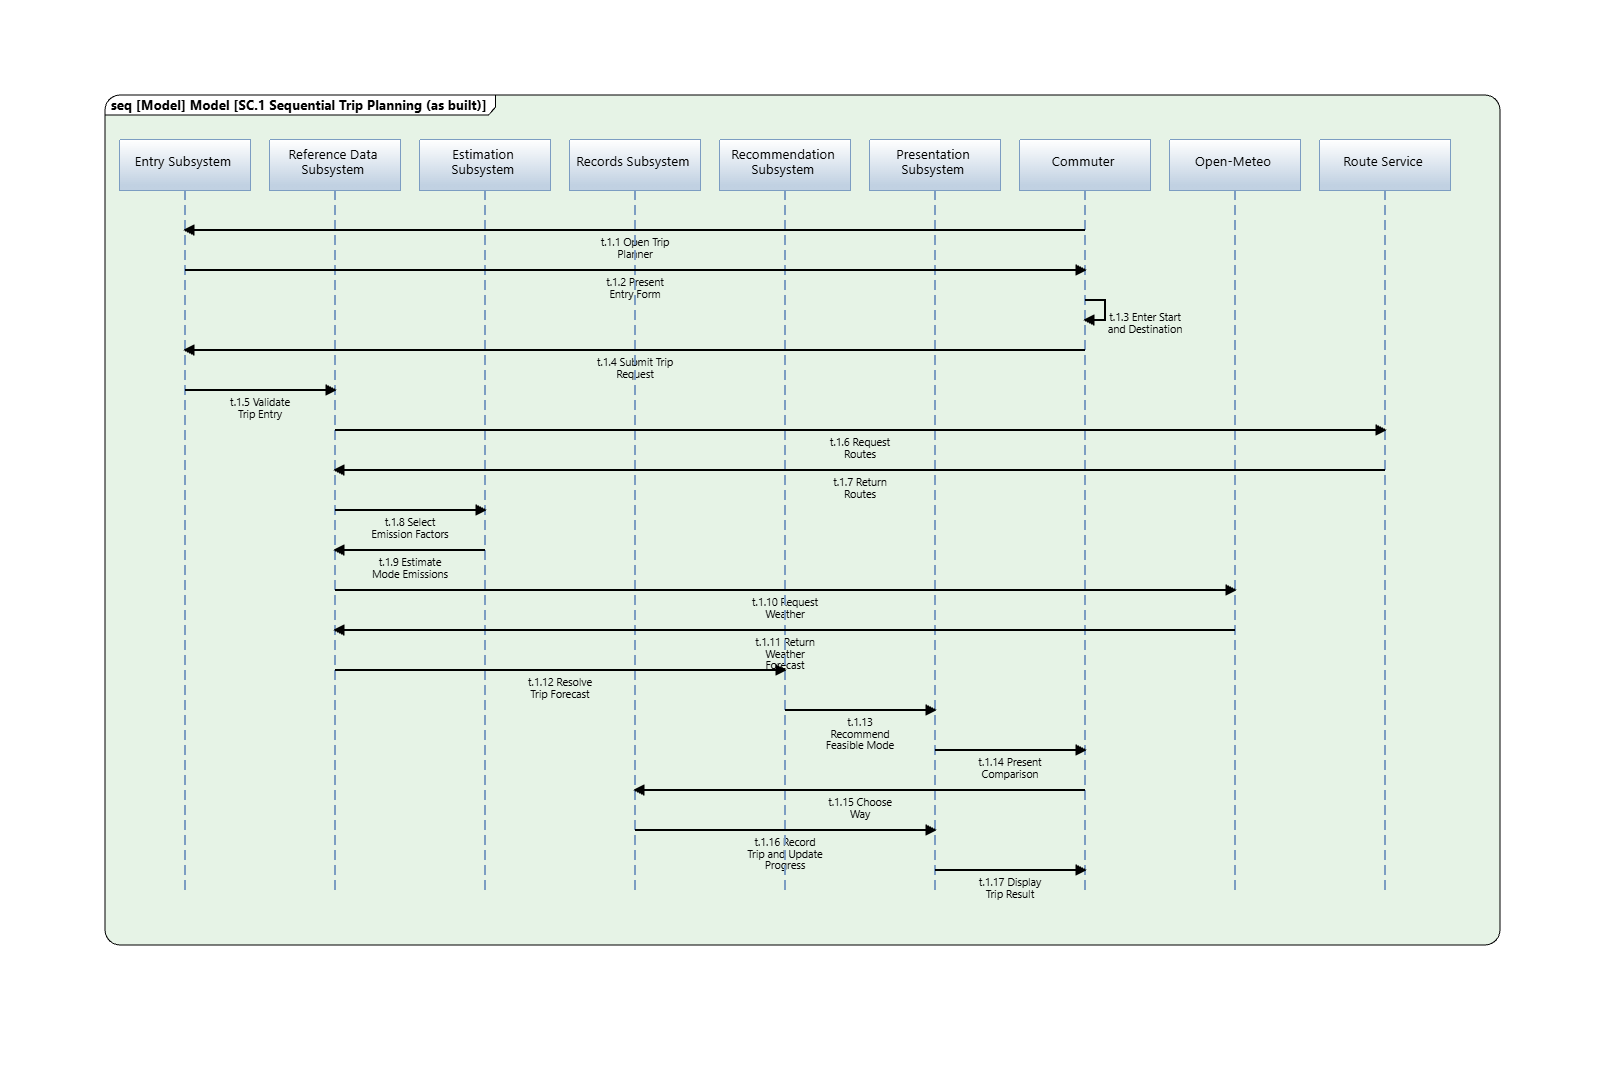 seq [Model] Model [SC.1 Sequential Trip Planning (as built)]
Entry Subsystem
Reference Data
Subsystem
Estimation
Subsystem
Records Subsystem
Recommendation
Subsystem
Presentation
Subsystem
Commuter
Open-Meteo
Route Service
t.1.1 Open Trip
Planner
t.1.2 Present
Entry Form
t.1.3 Enter Start
and Destination
t.1.4 Submit Trip
Request
t.1.5 Validate
Trip Entry
t.1.6 Request
Routes
t.1.7 Return
Routes
t.1.8 Select
Emission Factors
t.1.9 Estimate
Mode Emissions
t.1.10 Request
Weather
t.1.11 Return
Weather
Forecast
t.1.12 Resolve
Trip Forecast
t.1.13
Recommend
Feasible Mode
t.1.14 Present
Comparison
t.1.15 Choose
Way
t.1.16 Record
Trip and Update
Progress
t.1.17 Display
Trip Result